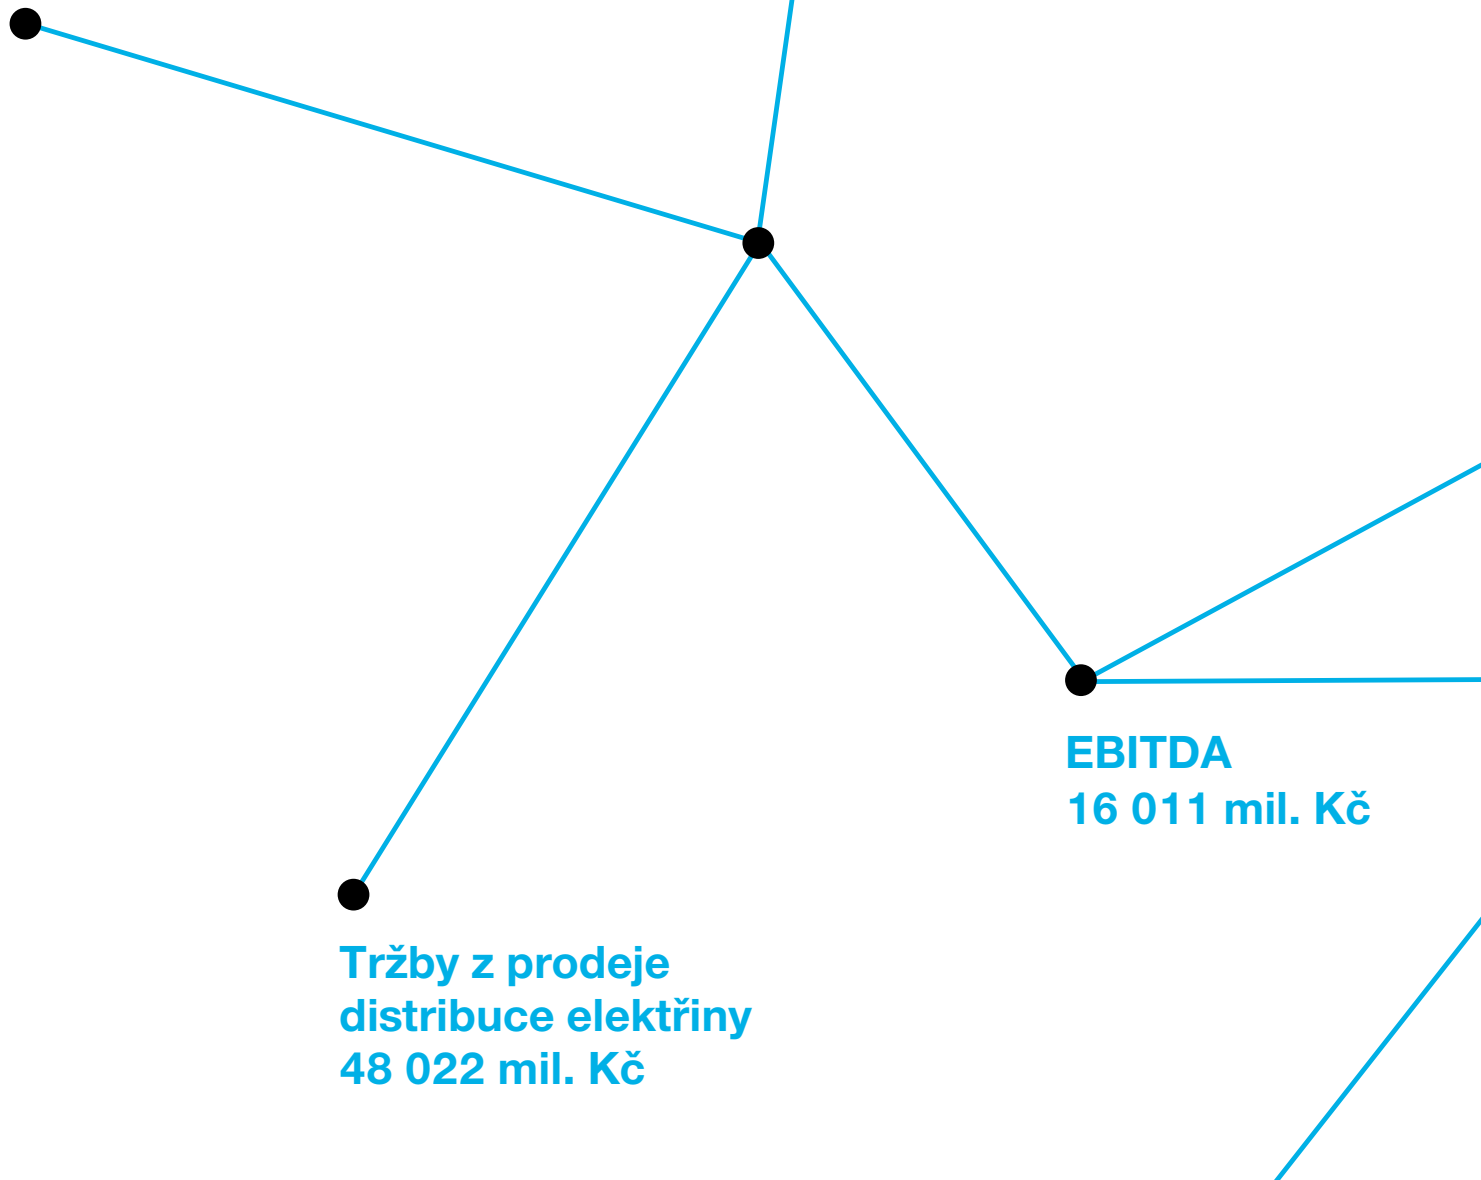 EBITDA
16 011 mil. Kč
Tržby z prodeje
distribuce elektřiny
48 022 mil. Kč